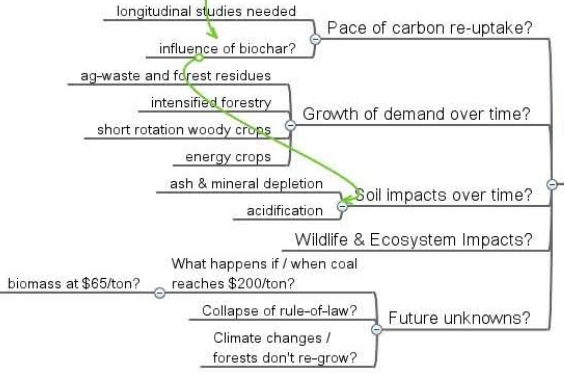 longitudinal studies needed
Pace of carbon re-uptake?
influence of biochar?
ag-waste and forest residues
intensified forestry
Growth of demand over time?
short rotation woody crops
energy crops
ash & mineral depletion
Soil impacts over time?
acidification
Wildlife & Ecosystem Impacts?
What happens if / when coal
reaches $200/ton?
biomass at $65/ton?
Collapse of rule-of-law?
Future unknowns?
Climate changes /
forests don't re-grow?